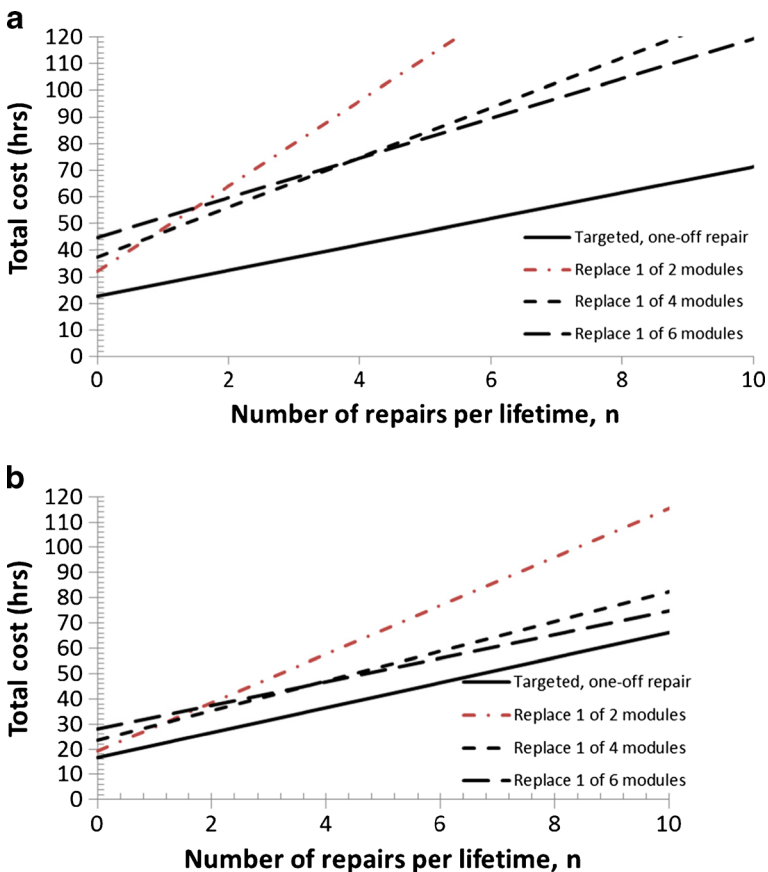 a
120
110
100
90
80
70
60
50
40
30
20
10
0
Total cost (hrs)
Targeted, one-off repair
Replace 1 of 2 modules
Replace 1 of 4 modules
Replace 1 of 6 modules
0 2 4 6 8 10
Number of repairs per lifetime, n
b
120
110
100
90
80
70
60
50
40
30
20
10
0
Total cost (hrs)
Targeted, one-off repair
Replace 1 of 2 modules
Replace 1 of 4 modules
Replace 1 of 6 modules
0 2 4 6 8 10
Number of repairs per lifetime, n